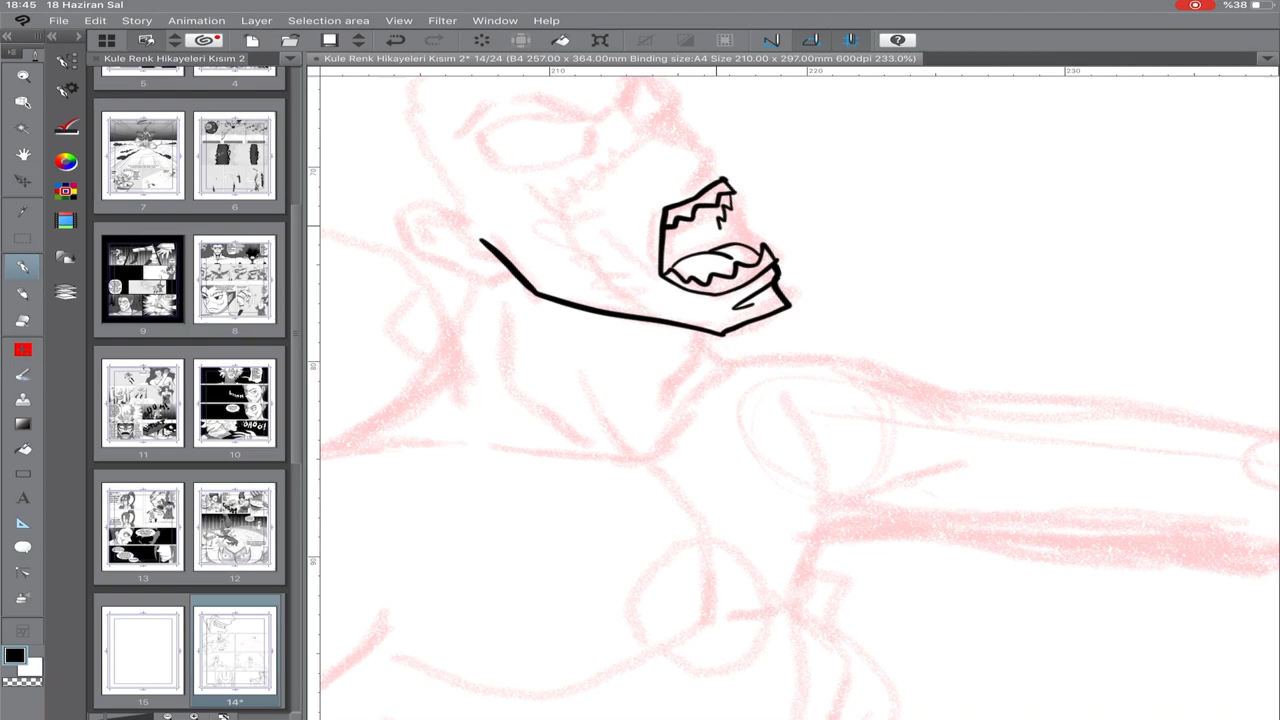 18:45 18 Haziran Sal %38
File Edit Story Animation Layer Selection area View Filter Window Help
Kule Renk Hikayeleri Kısım 2
Kule Renk Hikayeleri Kısım 2* 14/24 (B4 257.00 x 364.00mm Binding size:A4 Size 210.00 x 297.00mm 600dpi 233.0%)
210 220 230
70
80
90
5 4
7 6
9 8
11 10
13 12
15 14*